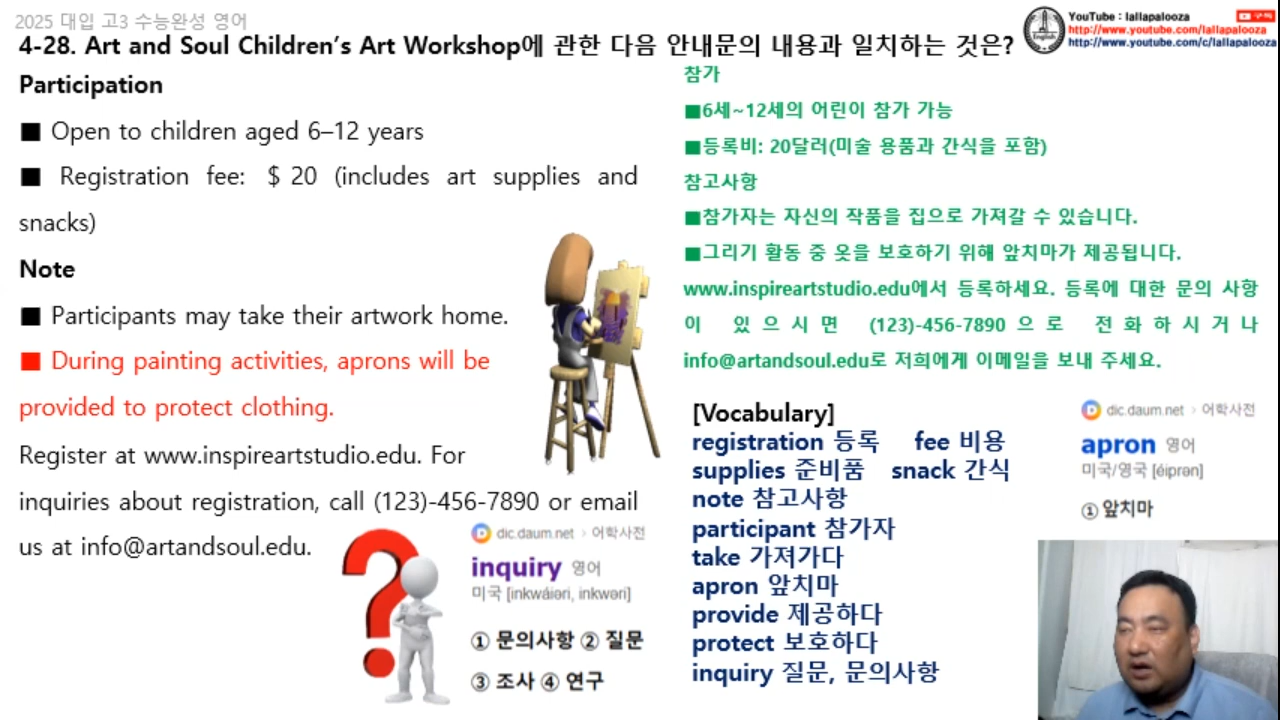 2025 대입 고3 수능완성 영어
4-28. Art and Soul Children's Art Workshop에 관한 다음 안내문의 내용과 일치하는 것은?
YouTube : lallapalooza
http://www.youtube.com/lallapalooza
http://www.youtube.com/c/lallapalooza
English
Participation
■ Open to children aged 6–12 years
■ Registration fee: $ 20 (includes art supplies and
snacks)
Note
■ Participants may take their artwork home.
■ During painting activities, aprons will be
provided to protect clothing.
Register at www.inspireartstudio.edu. For
inquiries about registration, call (123)-456-7890 or email
us at info@artandsoul.edu.
dic.daum.net › 어학사전
inquiry 영어
미국 [inkwáiəri, inkwəri]
① 문의사항 ② 질문
③ 조사 ④ 연구
참가
■6세~12세의 어린이 참가 가능
■등록비: 20달러(미술 용품과 간식을 포함)
참고사항
■참가자는 자신의 작품을 집으로 가져갈 수 있습니다.
■그리기 활동 중 옷을 보호하기 위해 앞치마가 제공됩니다.
www.inspireartstudio.edu에서 등록하세요. 등록에 대한 문의 사항
이 있으시면 (123)-456-7890으로 전화하시거나
info@artandsoul.edu로 저희에게 이메일을 보내 주세요.
[Vocabulary]
registration 등록 fee 비용
supplies 준비품 snack 간식
note 참고사항
participant 참가자
take 가져가다
apron 앞치마
provide 제공하다
protect 보호하다
inquiry 질문, 문의사항
dic.daum.net › 어학사전
apron 영어
미국/영국 [éiprən]
① 앞치마